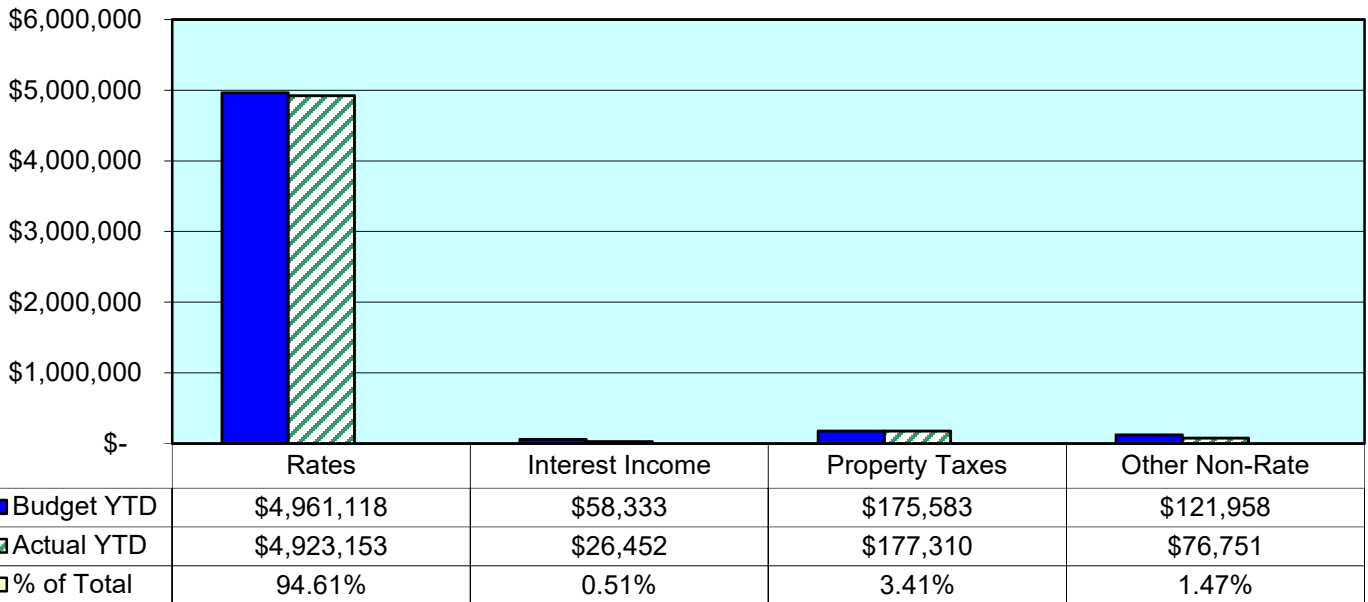 $6,000,000
$5,000,000
$4,000,000
$3,000,000
$2,000,000
$1,000,000
$-
Rates Interest Income Property Taxes Other Non-Rate
Budget YTD $4,961,118 $58,333 $175,583 $121,958
Actual YTD $4,923,153 $26,452 $177,310 $76,751
% of Total 94.61% 0.51% 3.41% 1.47%